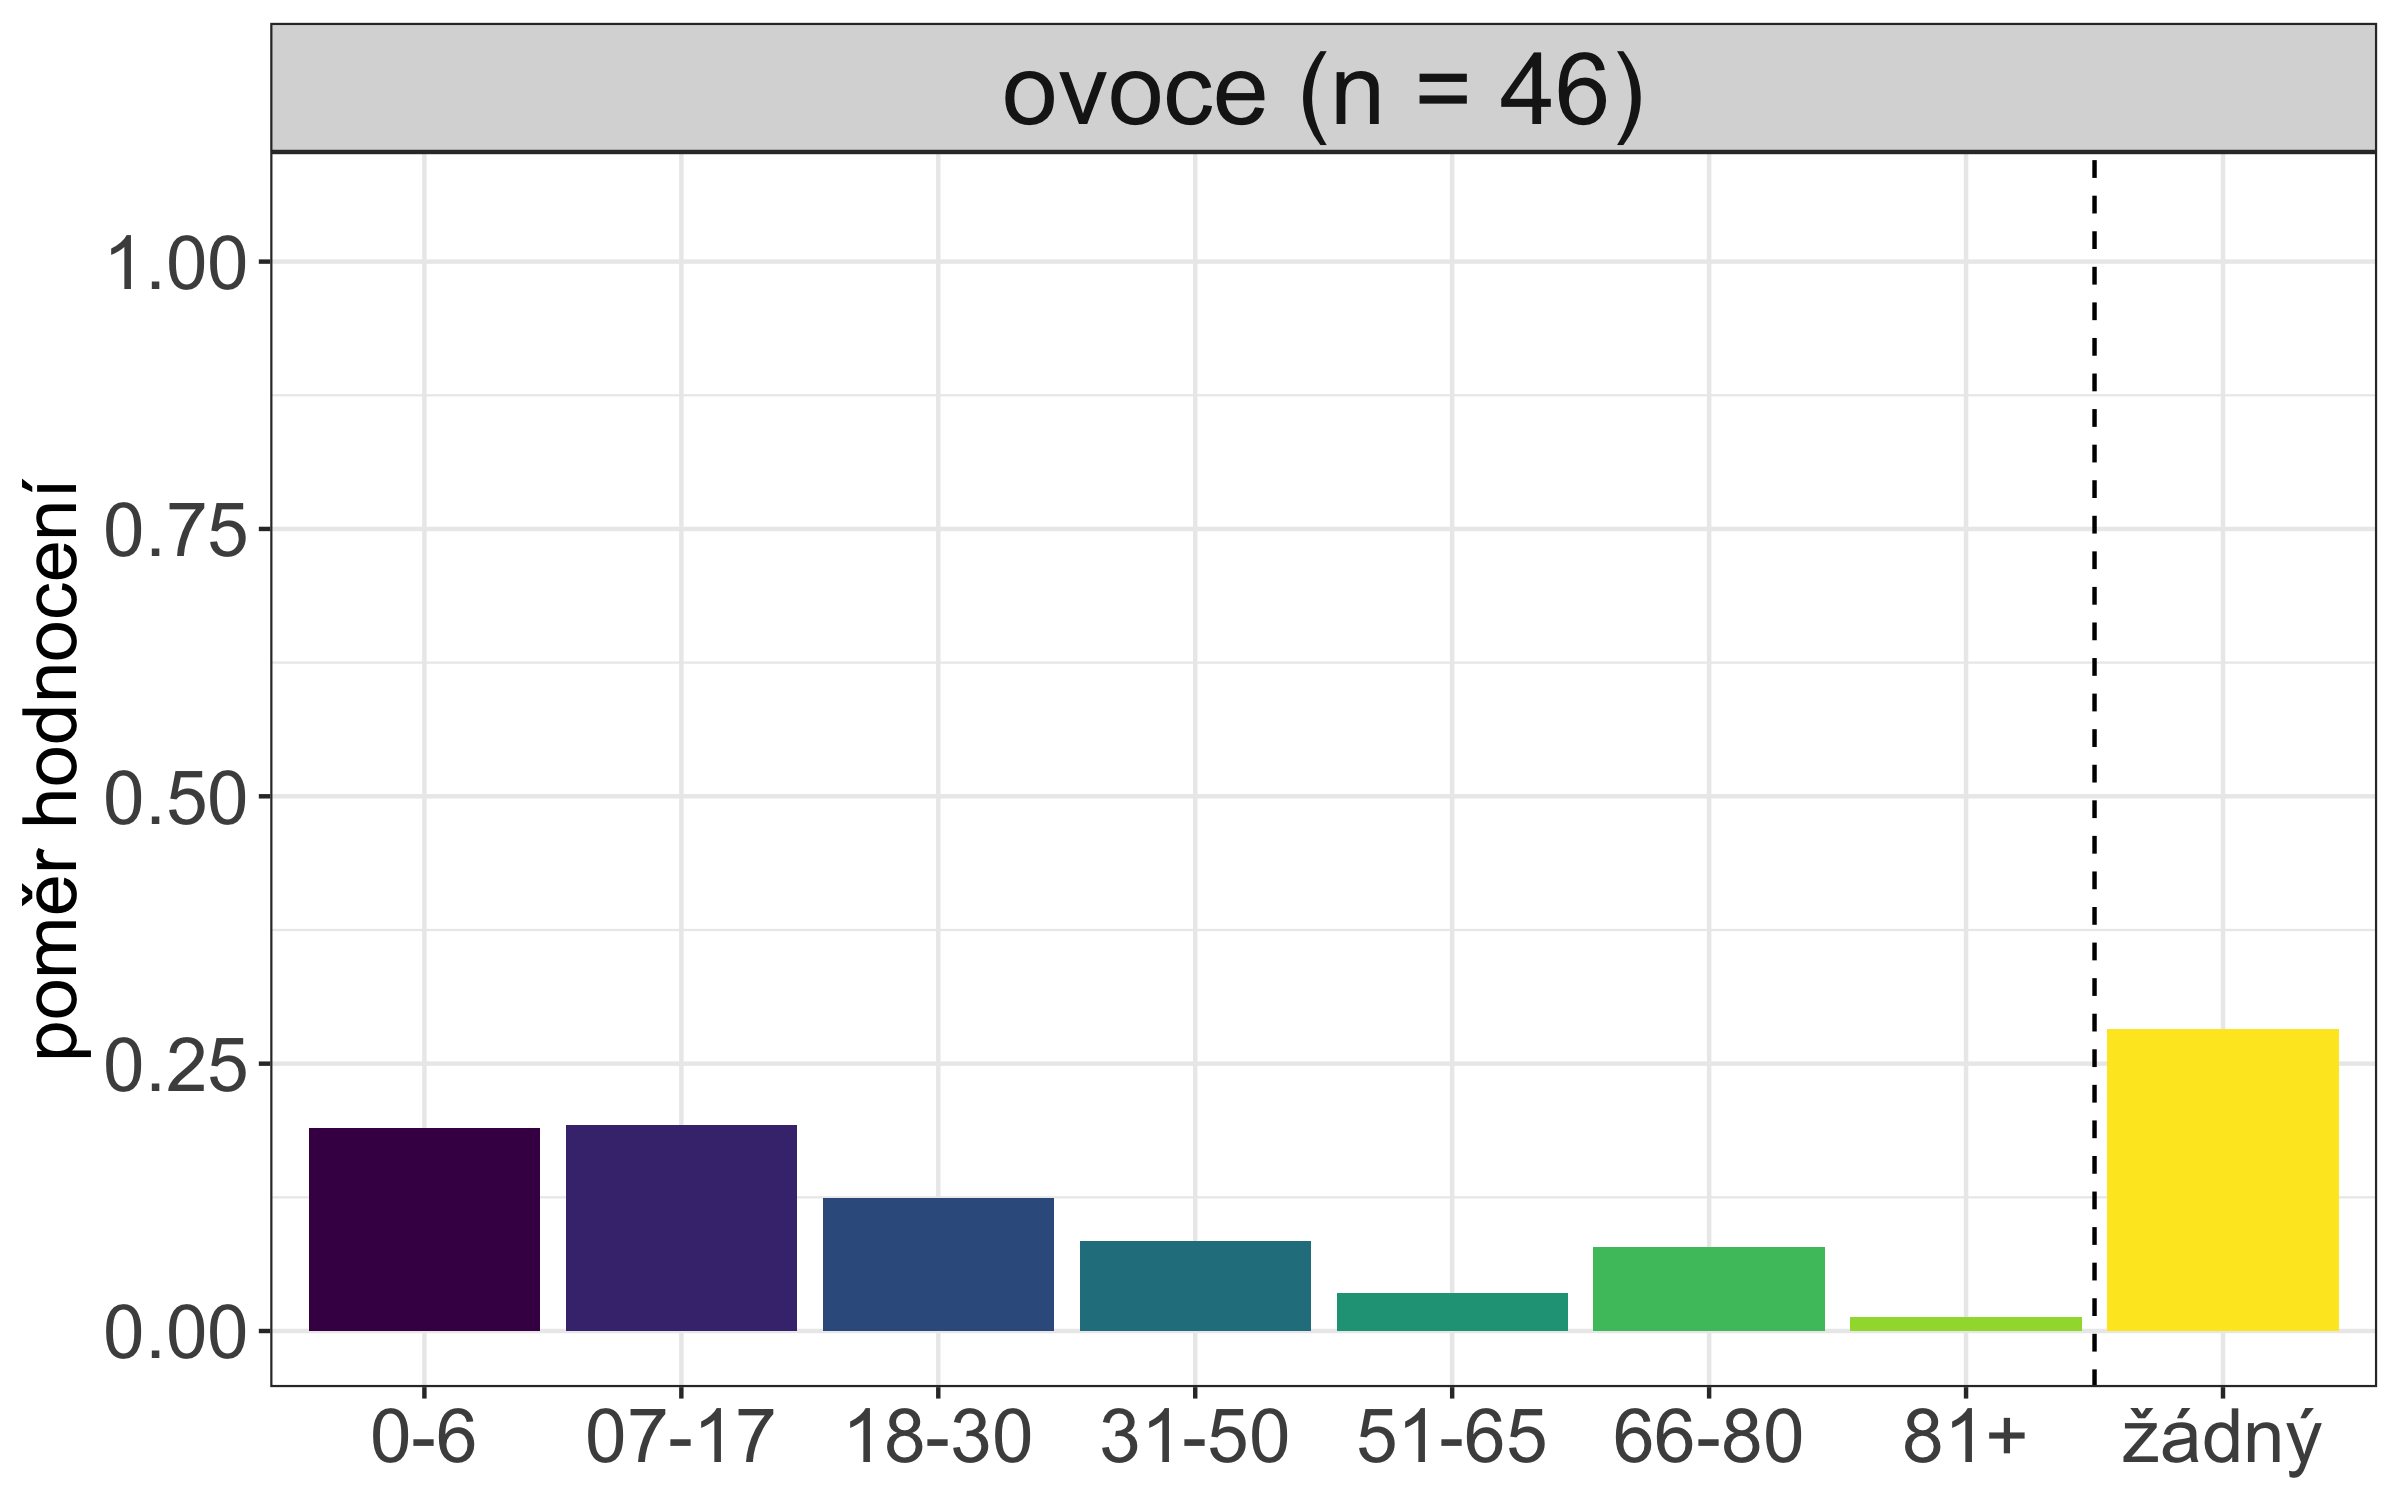 ovoce (n = 46)
poměr hodnocení
1.00
0.75
0.50
0.25
0.00
0-6 07-17 18-30 31-50 51-65 66-80 81+ žádný